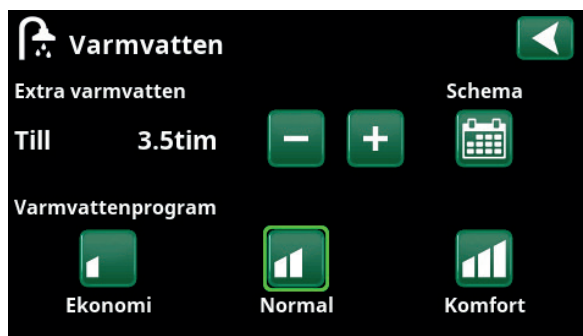 Varmvatten
Extra varmvatten Schema
Till 3.5tim − +
Varmvattenprogram
Ekonomi Normal Komfort